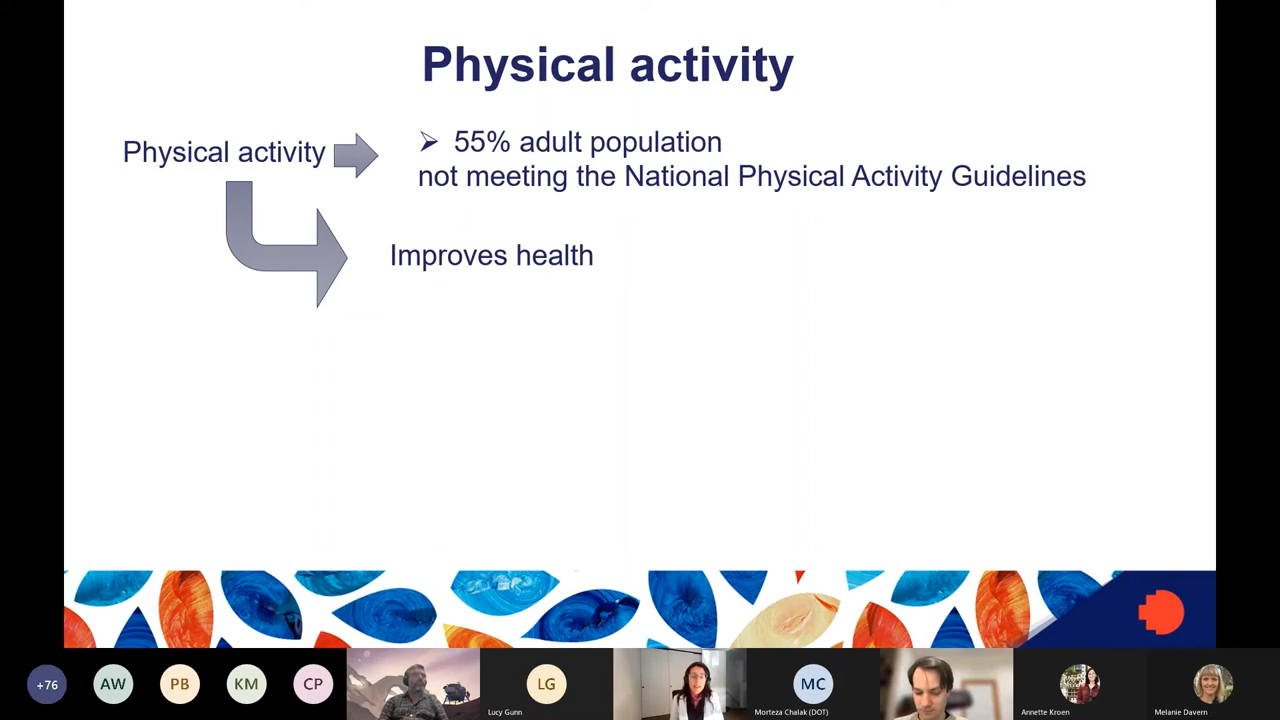 Physical activity
Physical activity
➢ 55% adult population
not meeting the National Physical Activity Guidelines
Improves health
+76
AW
PB
KM
CP
LG
Lucy Gunn
MC
Morteza Chalak (DOT)
Annette Kroen
Melanie Davern